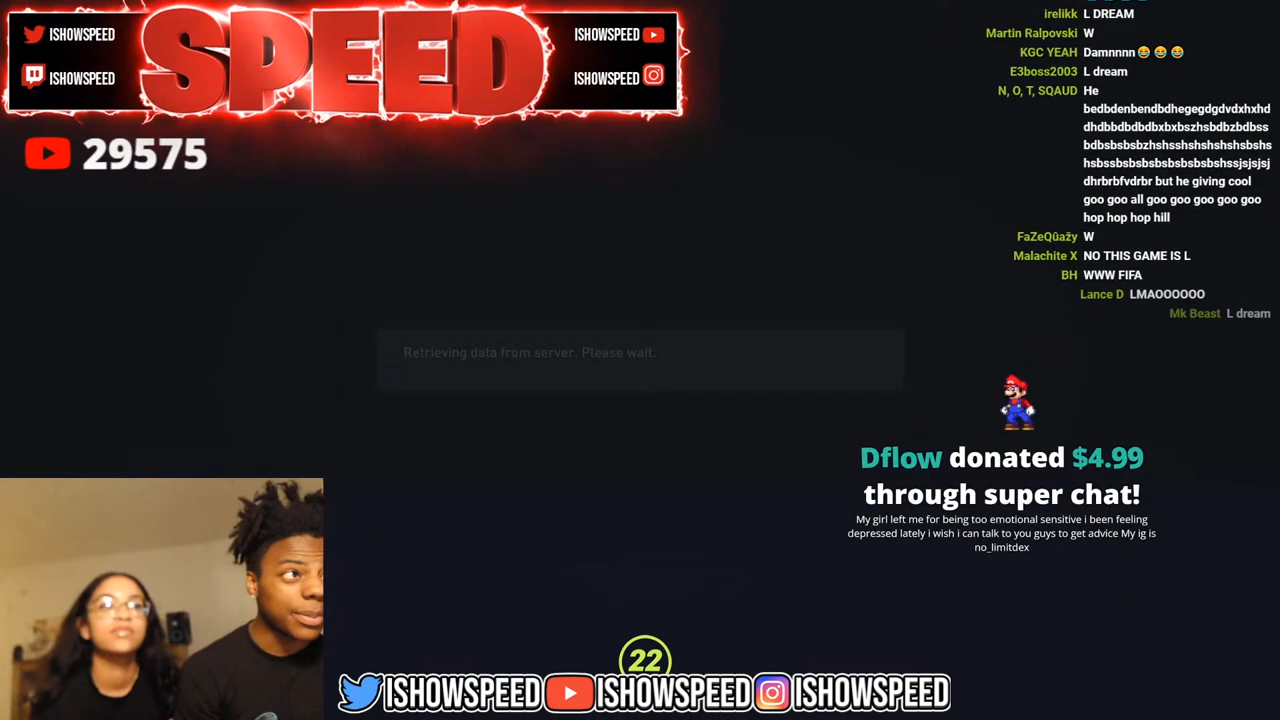 ISHOWSPEED
ISHOWSPEED
SPEED
ISHOWSPEED
ISHOWSPEED
29575
irelikk L DREAM
Martin Ralpovski W
KGC YEAH Damnnnn😂 😂 😂
E3boss2003 L dream
N, O, T, SQAUD He
bedbdenbendbdhegegdgdvdxhxhd
dhdbbdbdbdbxbxbszhsbdbzbdbss
bdbsbsbsbzhshsshshshshshsbshs
hsbssbsbsbsbsbsbsbsbshssjsjsjsj
dhrbrbfvdrbr but he giving cool
goo goo all goo goo goo goo goo
hop hop hop hill
FaZeQûažy W
Malachite X NO THIS GAME IS L
BH WWW FIFA
Lance D LMAOOOOOO
Mk Beast L dream
Retrieving data from server. Please wait.
Dflow donated $4.99
through super chat!
My girl left me for being too emotional sensitive i been feeling
depressed lately i wish i can talk to you guys to get advice My ig is
no_limitdex
22
ISHOWSPEED ISHOWSPEED ISHOWSPEED